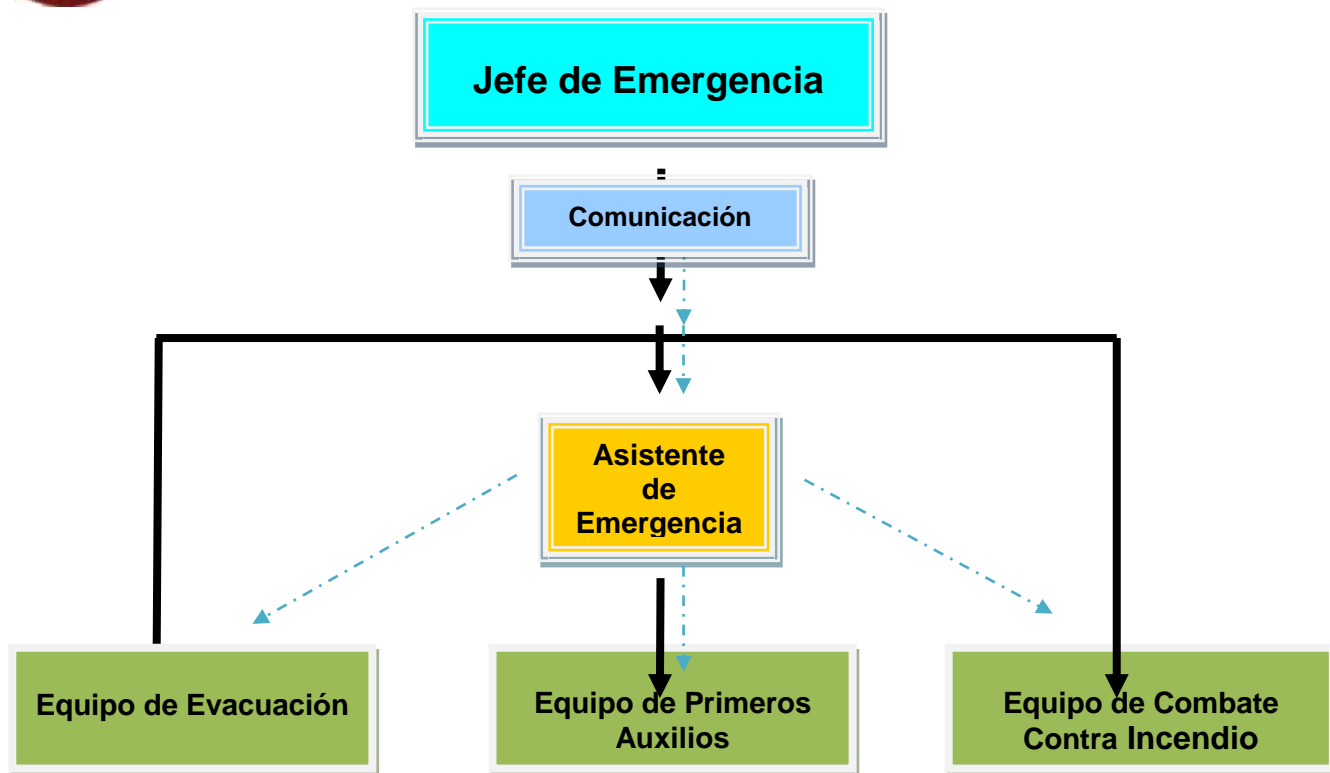 Jefe de Emergencia
Comunicación
Asistente
de
Emergencia
Equipo de Evacuación
Equipo de Primeros
Auxilios
Equipo de Combate
Contra Incendio